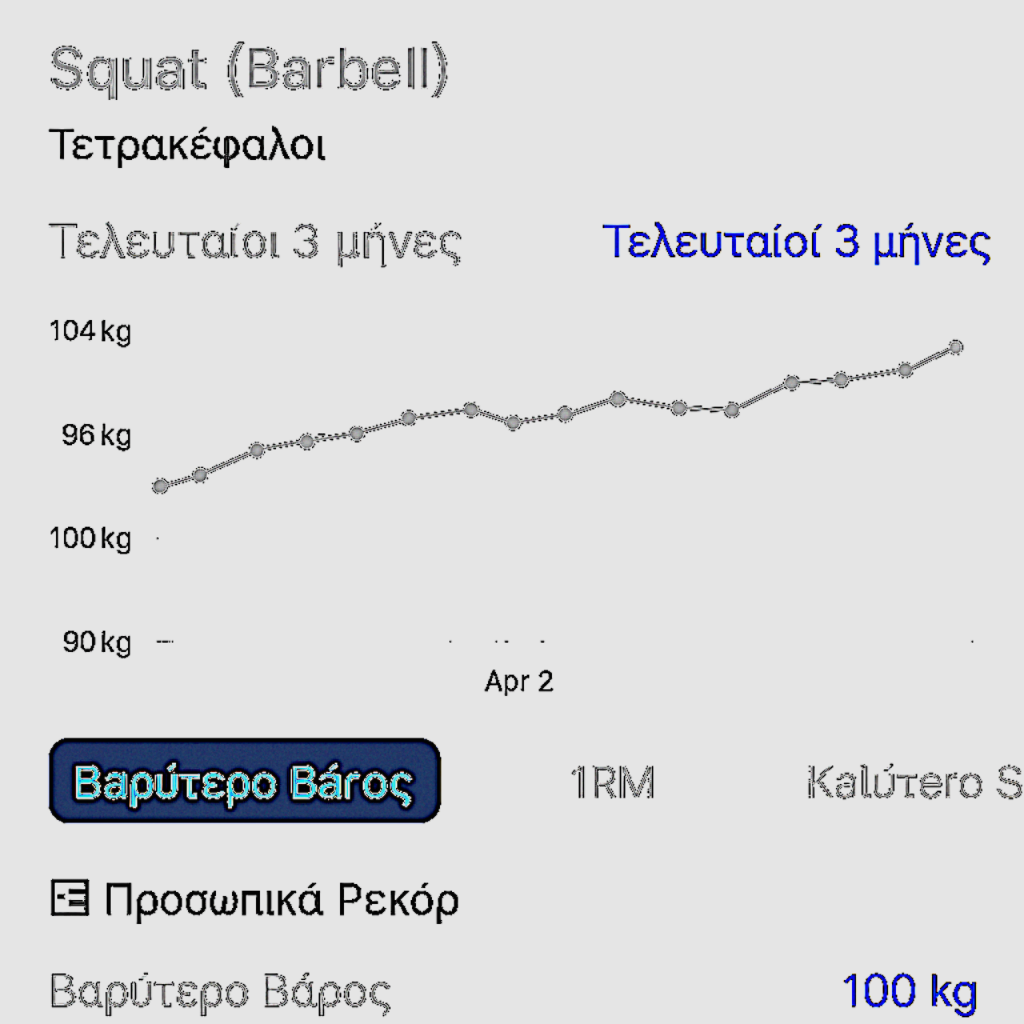 Squat (Barbell)
Τετρακέφαλοι
Τελευταίοι 3 μήνες Τελευταίοί 3 μήνες
104 kg
96 kg
100 kg
90 kg
Apr 2
Βαρύτερο Βároς 1RM Kalύτero S
Προσωπικά Ρεκόρ
Βαρύτερο Βάρος 100 kg